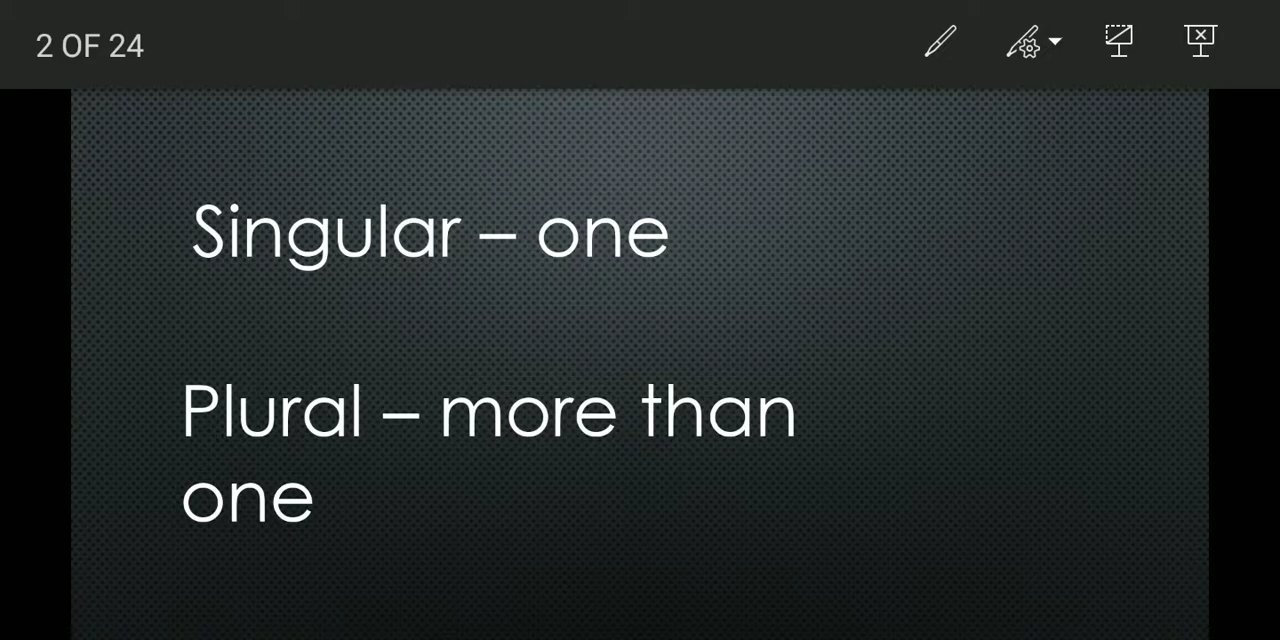 2 OF 24
Singular – one
Plural – more than
one